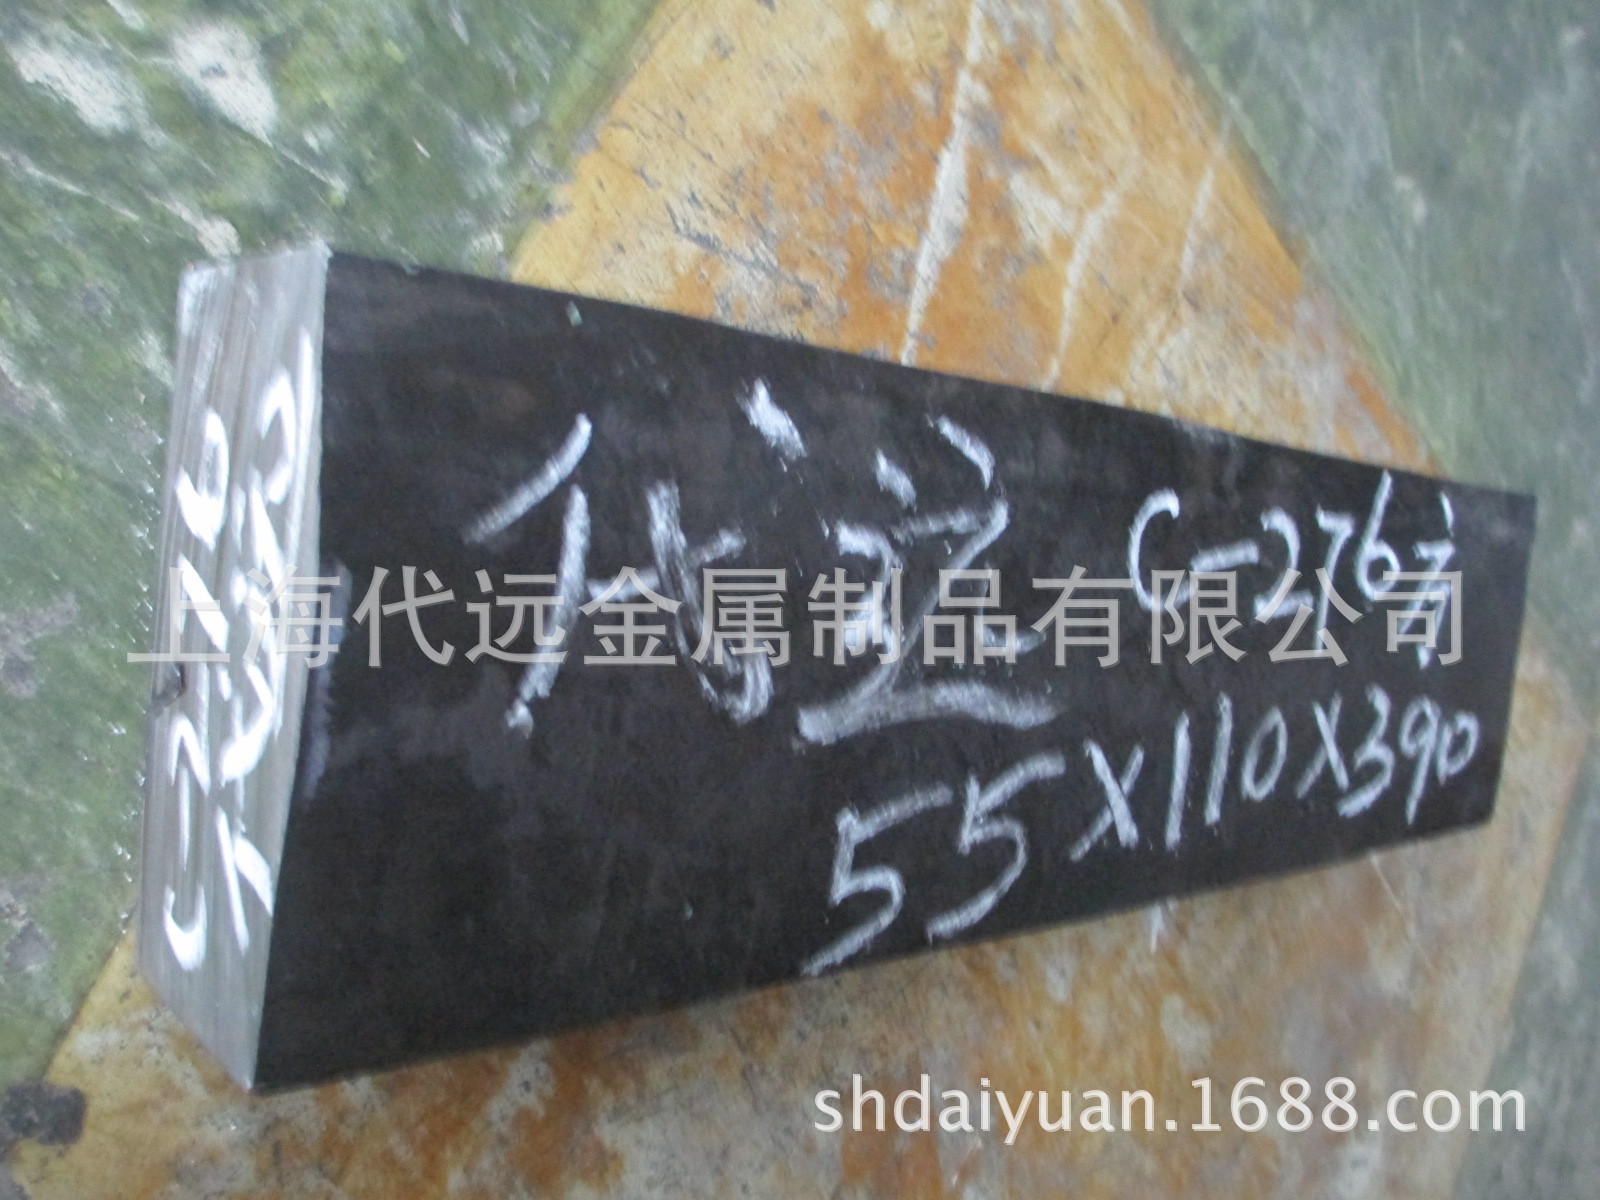 代远 C-276
55X110X390
C276
上海代远金属制品有限公司
shdaiyuan.1688.com